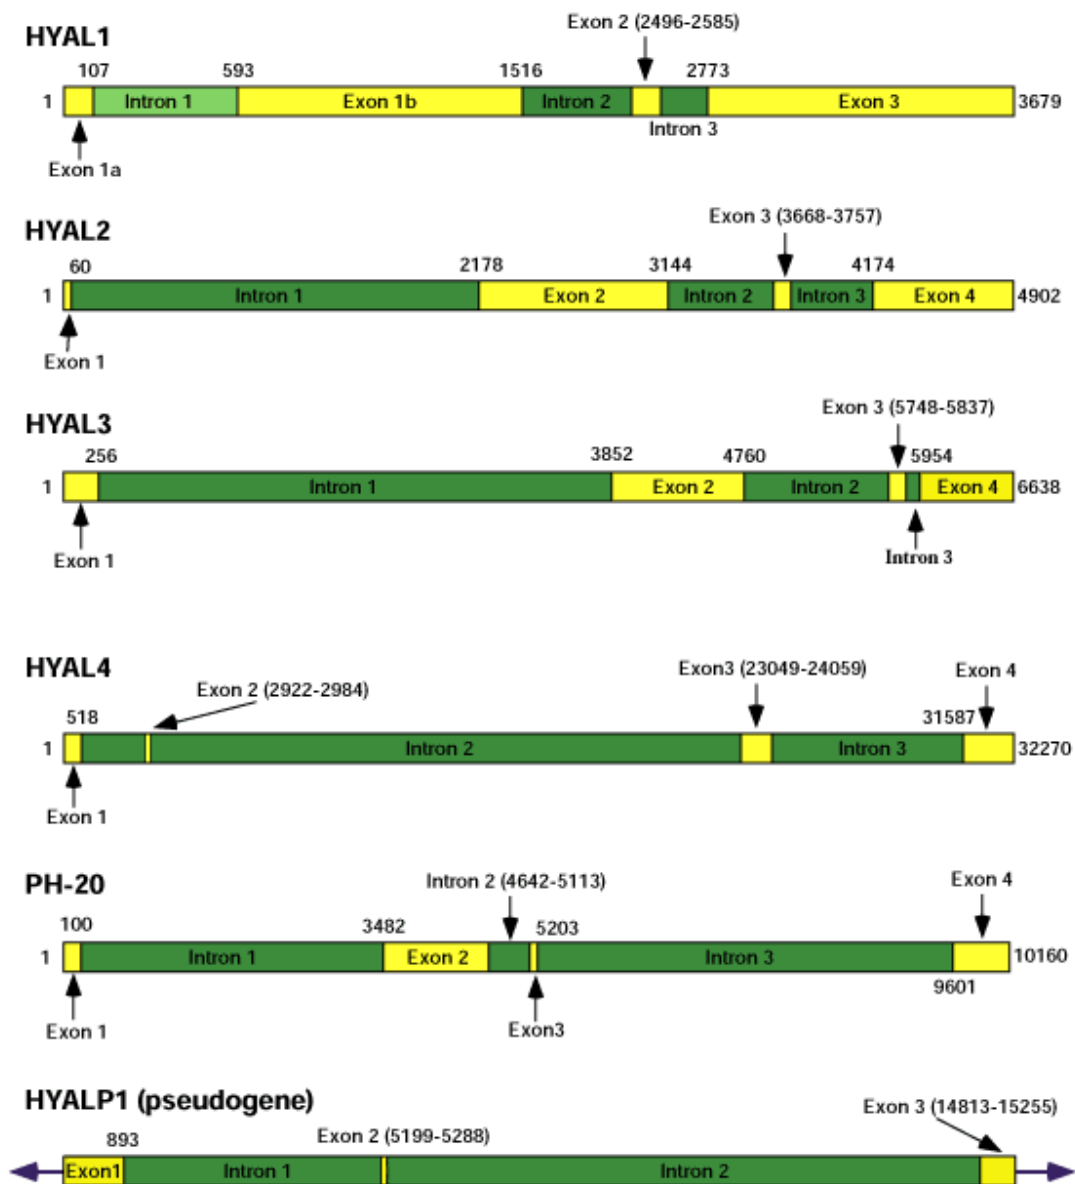 HYAL1
Exon 2 (2496-2585)
107 593 1516 2773
1 Intron 1 Exon 1b Intron 2 Exon 3 3679
Intron 3
Exon 1a
HYAL2
Exon 3 (3668-3757)
60 2178 3144 4174
1 Intron 1 Exon 2 Intron 2 Intron 3 Exon 4 4902
Exon 1
HYAL3
Exon 3 (5748-5837)
256 3852 4760 5954
1 Intron 1 Exon 2 Intron 2 Exon 4 6638
Exon 1 Intron 3
HYAL4
Exon 2 (2922-2984) Exon3 (23049-24059) Exon 4
518 31587
1 Intron 2 Intron 3 32270
Exon 1
PH-20
Intron 2 (4642-5113) Exon 4
100 3482 5203
1 Intron 1 Exon 2 Intron 3 10160
9601
Exon 1 Exon3
HYALP1 (pseudogene)
Exon 3 (14813-15255)
893 Exon 2 (5199-5288)
Exon1 Intron 1 Intron 2